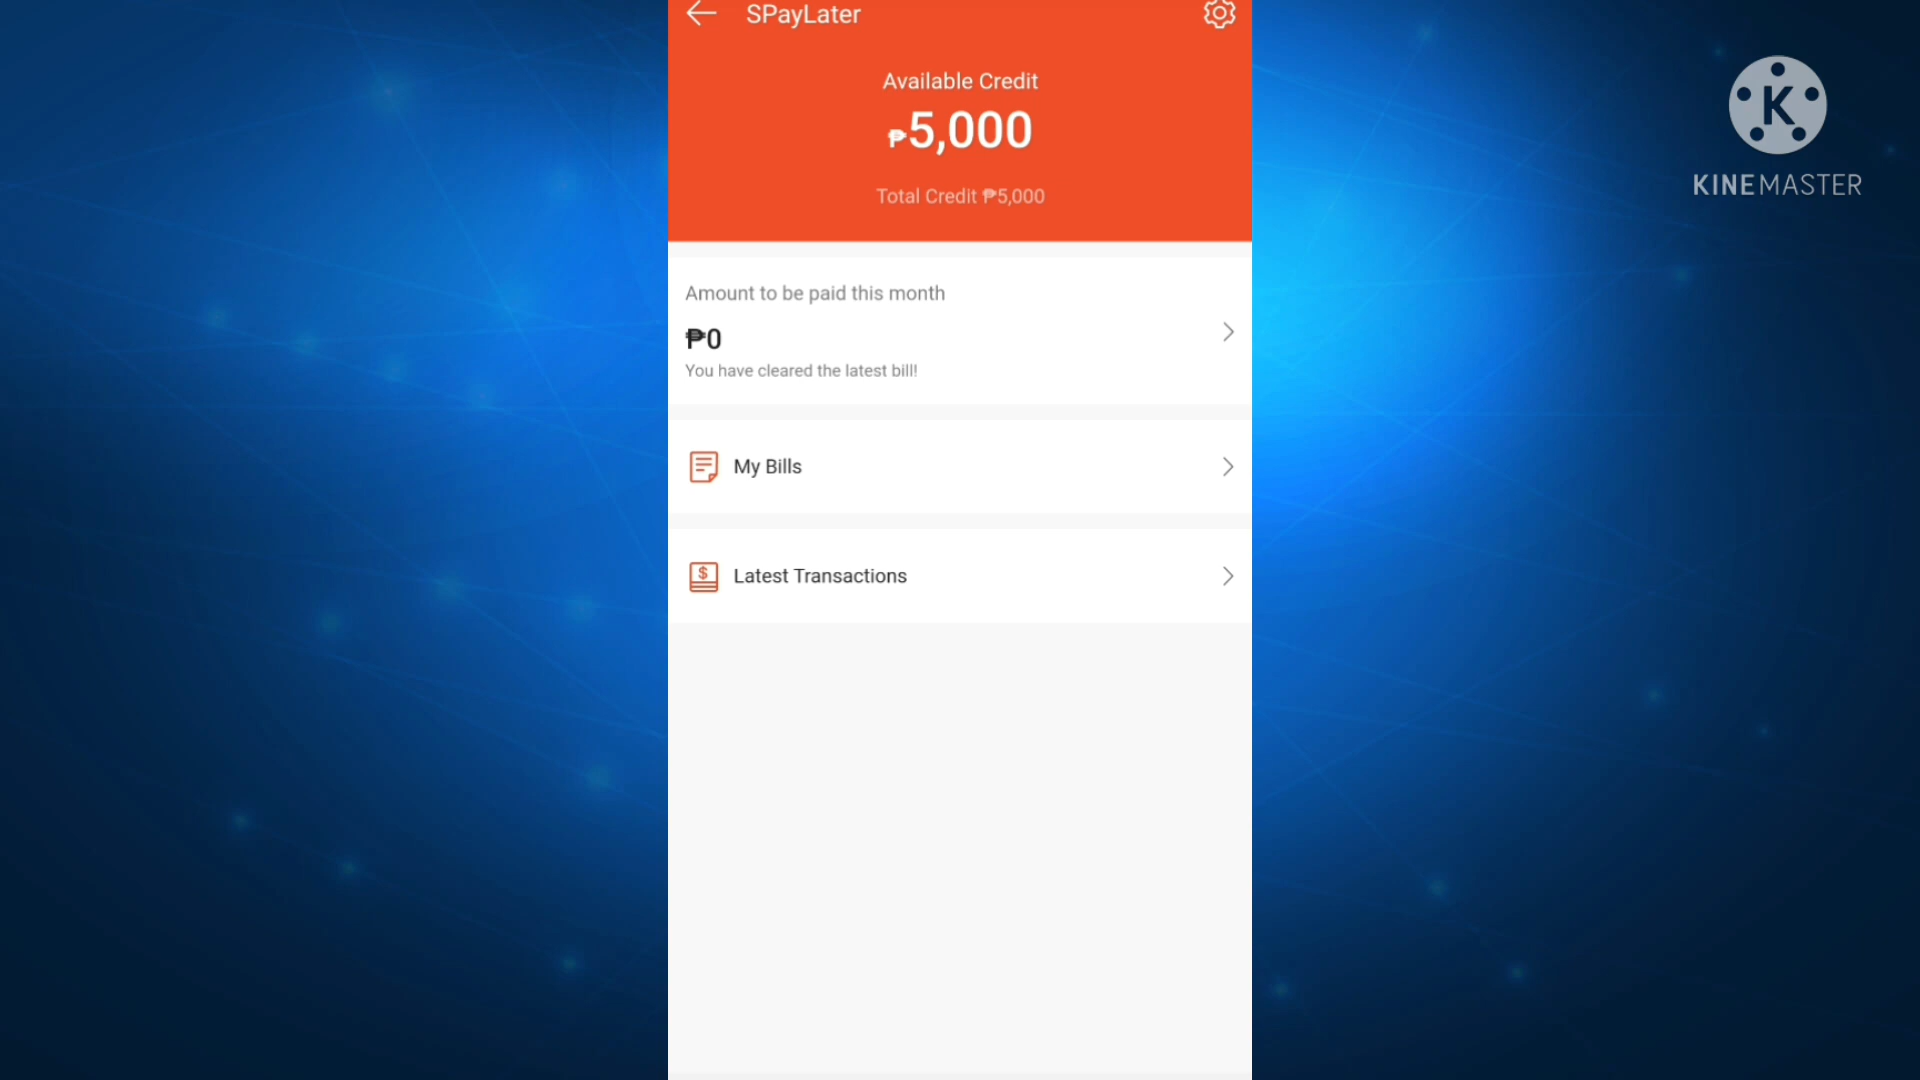 SPayLater
Available Credit
₱5,000
Total Credit ₱5,000
Amount to be paid this month
₱0
You have cleared the latest bill!
My Bills
$
Latest Transactions
K
KINEMASTER